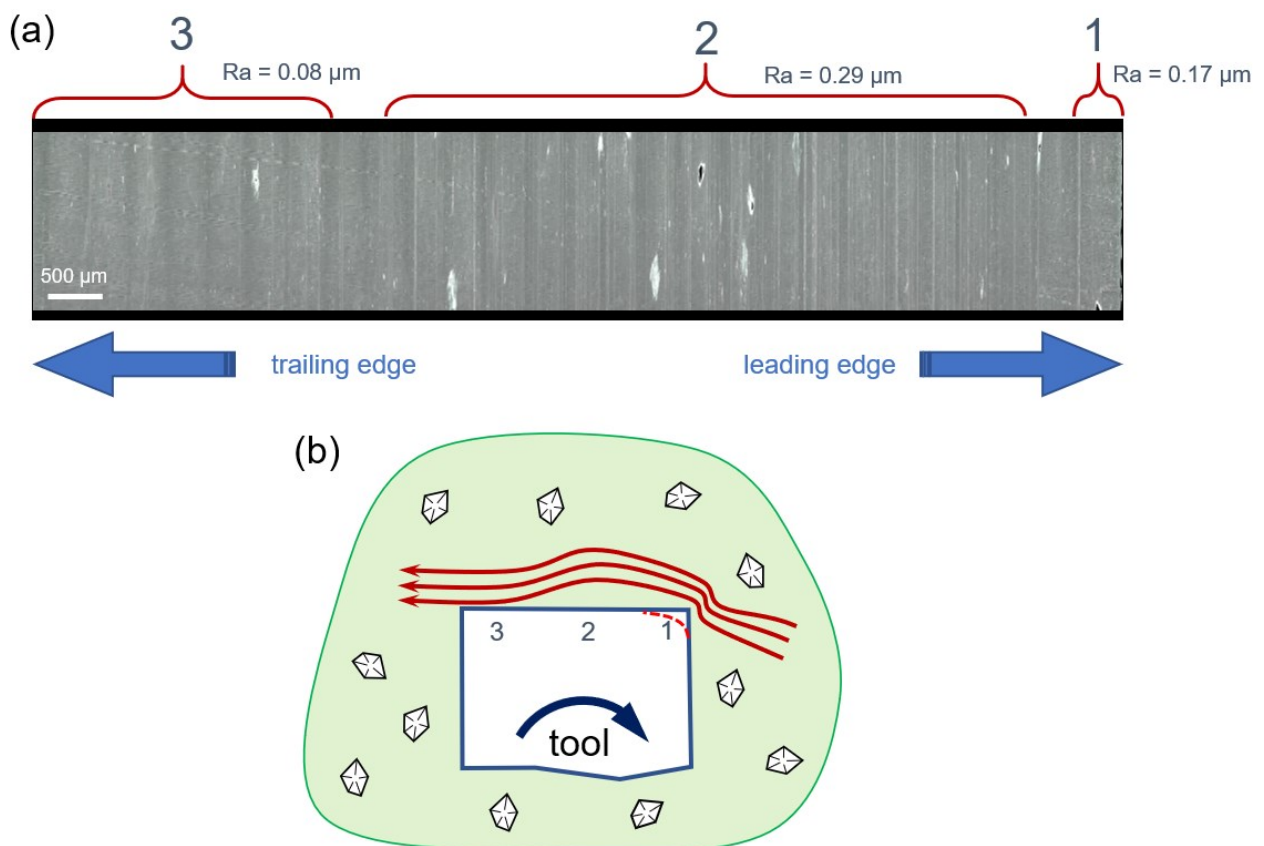 (a)
3
2
1
Ra = 0.08 µm
Ra = 0.29 µm
Ra = 0.17 µm
500 µm
trailing edge
leading edge
(b)
3
2
1
tool